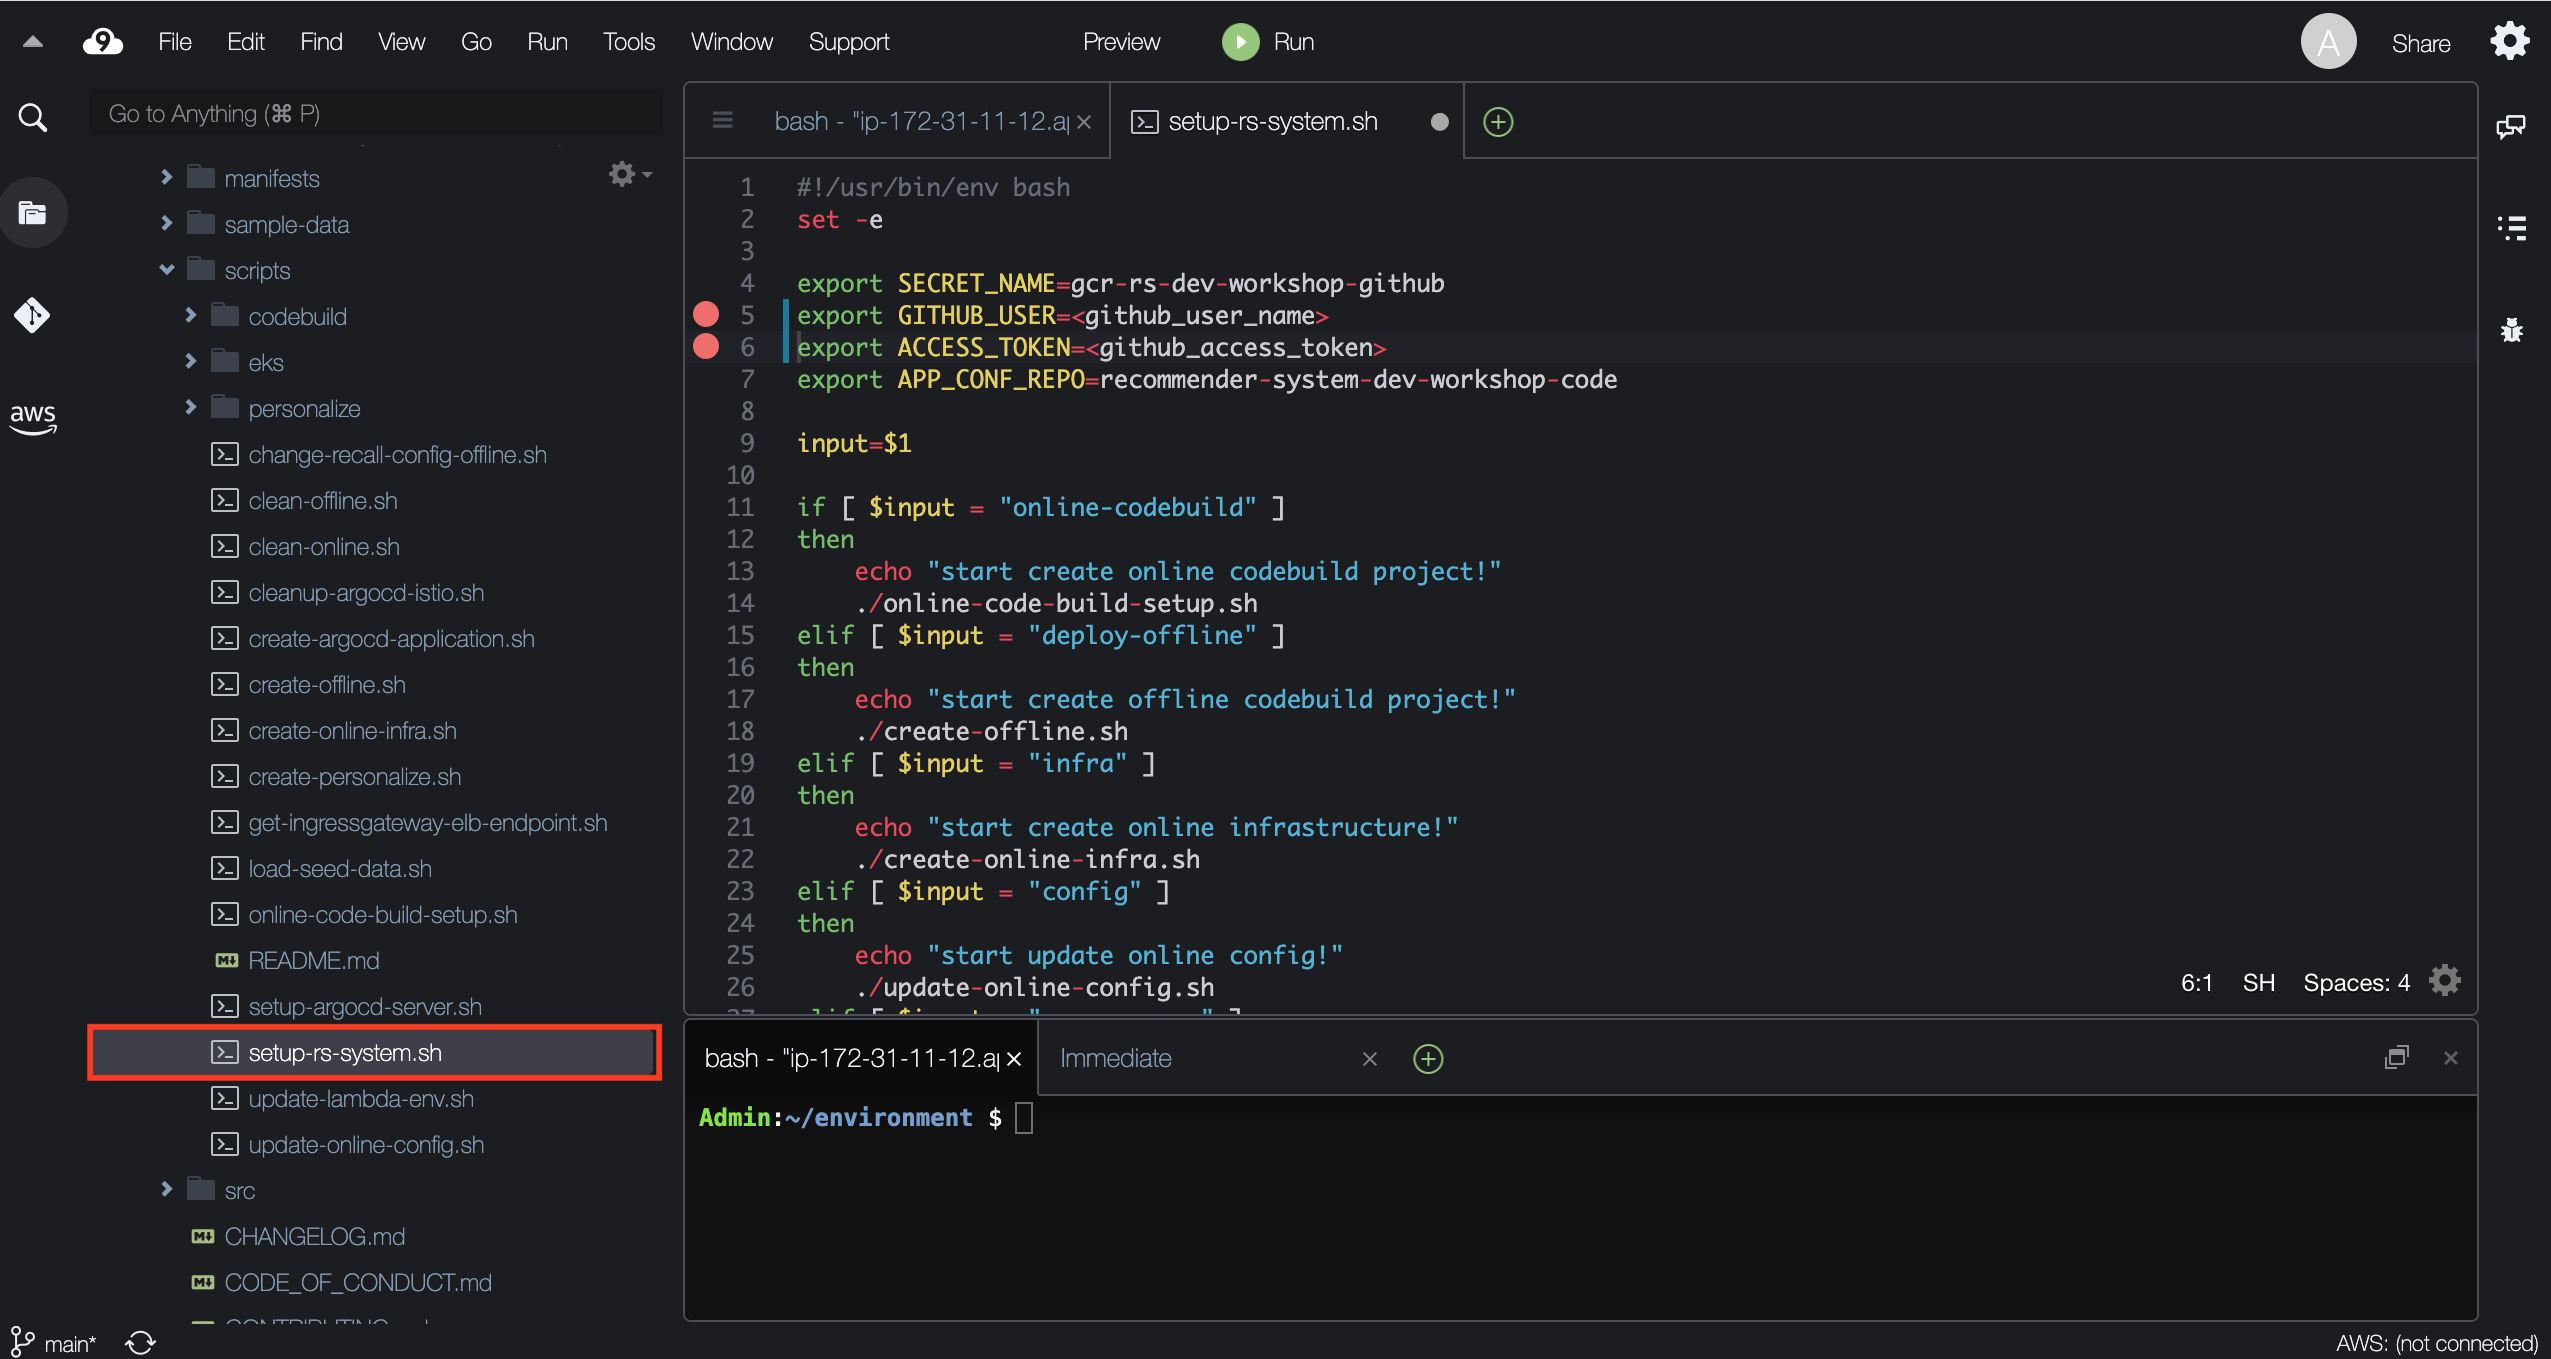 9 File Edit Find View Go Run Tools Window Support Preview Run A Share
Go to Anything (⌘ P)
manifests
sample-data
scripts
codebuild
eks
personalize
change-recall-config-offline.sh
clean-offline.sh
clean-online.sh
cleanup-argocd-istio.sh
create-argocd-application.sh
create-offline.sh
create-online-infra.sh
create-personalize.sh
get-ingressgateway-elb-endpoint.sh
load-seed-data.sh
online-code-build-setup.sh
README.md
setup-argocd-server.sh
setup-rs-system.sh
update-lambda-env.sh
update-online-config.sh
src
CHANGELOG.md
CODE_OF_CONDUCT.md
aws
bash - "ip-172-31-11-12.a
setup-rs-system.sh
1 #!/usr/bin/env bash
2 set -e
3
4 export SECRET_NAME=gcr-rs-dev-workshop-github
5 export GITHUB_USER=<github_user_name>
6 export ACCESS_TOKEN=<github_access_token>
7 export APP_CONF_REPO=recommender-system-dev-workshop-code
8
9 input=$1
10
11 if [ $input = "online-codebuild" ]
12 then
13 echo "start create online codebuild project!"
14 ./online-code-build-setup.sh
15 elif [ $input = "deploy-offline" ]
16 then
17 echo "start create offline codebuild project!"
18 ./create-offline.sh
19 elif [ $input = "infra" ]
20 then
21 echo "start create online infrastructure!"
22 ./create-online-infra.sh
23 elif [ $input = "config" ]
24 then
25 echo "start update online config!"
26 ./update-online-config.sh
6:1 SH Spaces: 4
bash - "ip-172-31-11-12.a
Immediate
Admin:~/environment $
main*
AWS: (not connected)